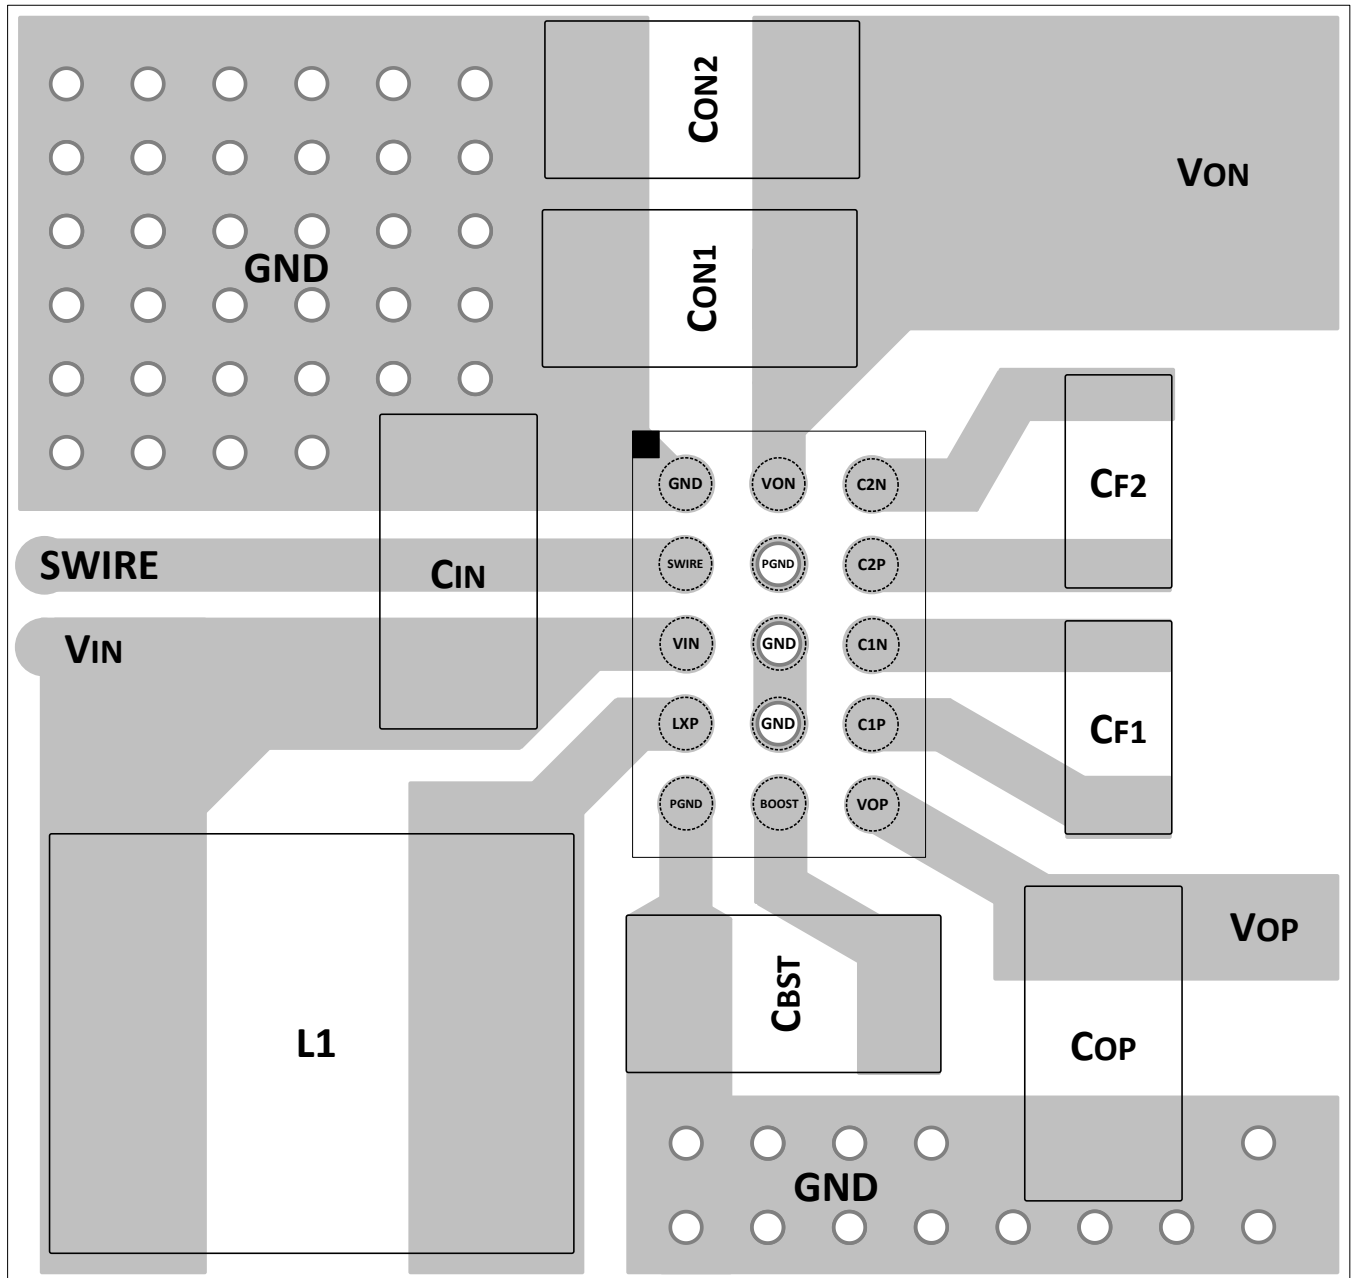 CON2
VON
GND
CON1
GND VON C2N
CF2
SWIRE
CIN
SWIRE PGND C2P
VIN
VIN GND C1N
LXP GND C1P
CF1
PGND BOOST VOP
VOP
CBST
L1
COP
GND